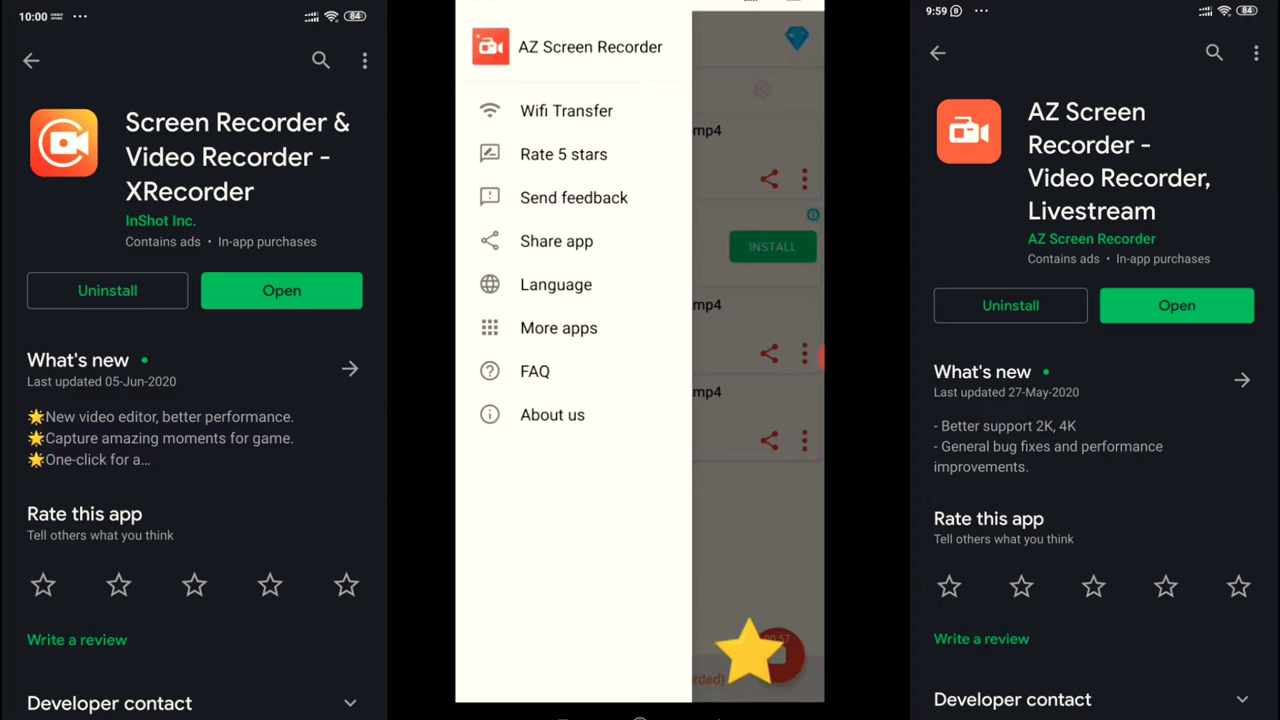 10:00
84
Screen Recorder &
Video Recorder -
XRecorder
InShot Inc.
Contains ads • In-app purchases
Uninstall
Open
What's new
Last updated 05-Jun-2020
🌟New video editor, better performance.
🌟Capture amazing moments for game.
🌟One-click for a…
Rate this app
Tell others what you think
Write a review
Developer contact
AZ Screen Recorder
Wifi Transfer
Rate 5 stars
Send feedback
Share app
Language
More apps
FAQ
About us
mp4
INSTALL
mp4
mp4
00:57
9:59
84
AZ Screen
Recorder -
Video Recorder,
Livestream
AZ Screen Recorder
Contains ads • In-app purchases
Uninstall
Open
What's new
Last updated 27-May-2020
- Better support 2K, 4K
- General bug fixes and performance
improvements.
Rate this app
Tell others what you think
Write a review
Developer contact